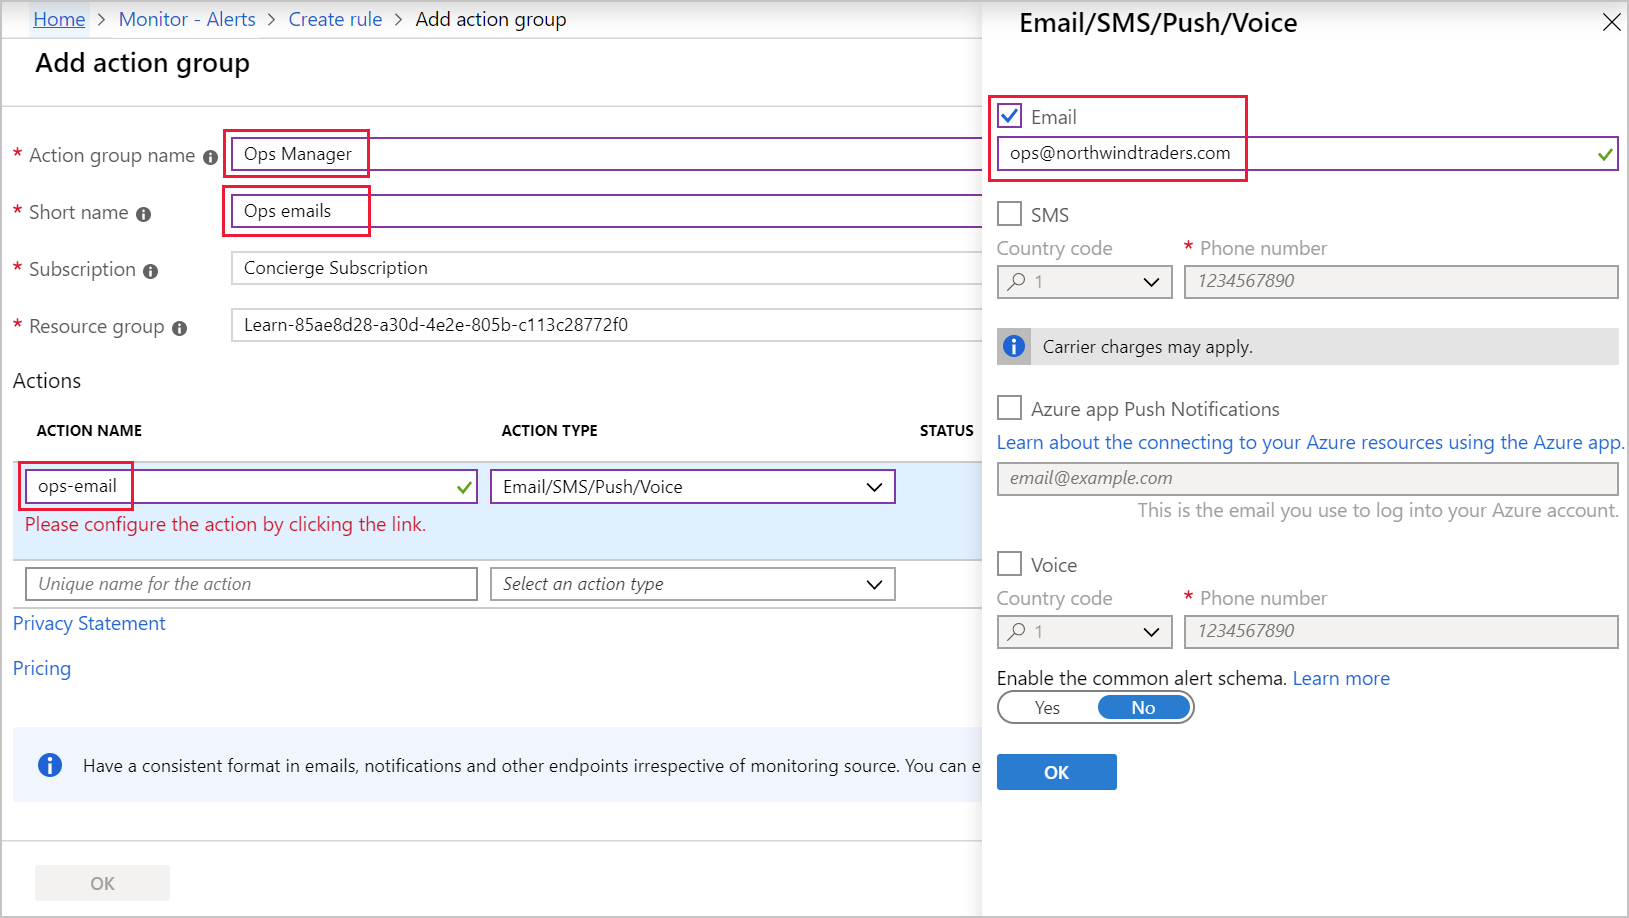 Home > Monitor - Alerts > Create rule > Add action group
Add action group
* Action group name
Ops Manager
* Short name
Ops emails
* Subscription
Concierge Subscription
* Resource group
Learn-85ae8d28-a30d-4e2e-805b-c113c28772f0
Actions
ACTION NAME ACTION TYPE STATUS
ops-email Email/SMS/Push/Voice
Please configure the action by clicking the link.
Unique name for the action Select an action type
Privacy Statement
Pricing
Have a consistent format in emails, notifications and other endpoints irrespective of monitoring source. You can e
OK
Email/SMS/Push/Voice
Email
ops@northwindtraders.com
SMS
Country code * Phone number
1 1234567890
Carrier charges may apply.
Azure app Push Notifications
Learn about the connecting to your Azure resources using the Azure app.
email@example.com
This is the email you use to log into your Azure account.
Voice
Country code * Phone number
1 1234567890
Enable the common alert schema. Learn more
Yes No
OK